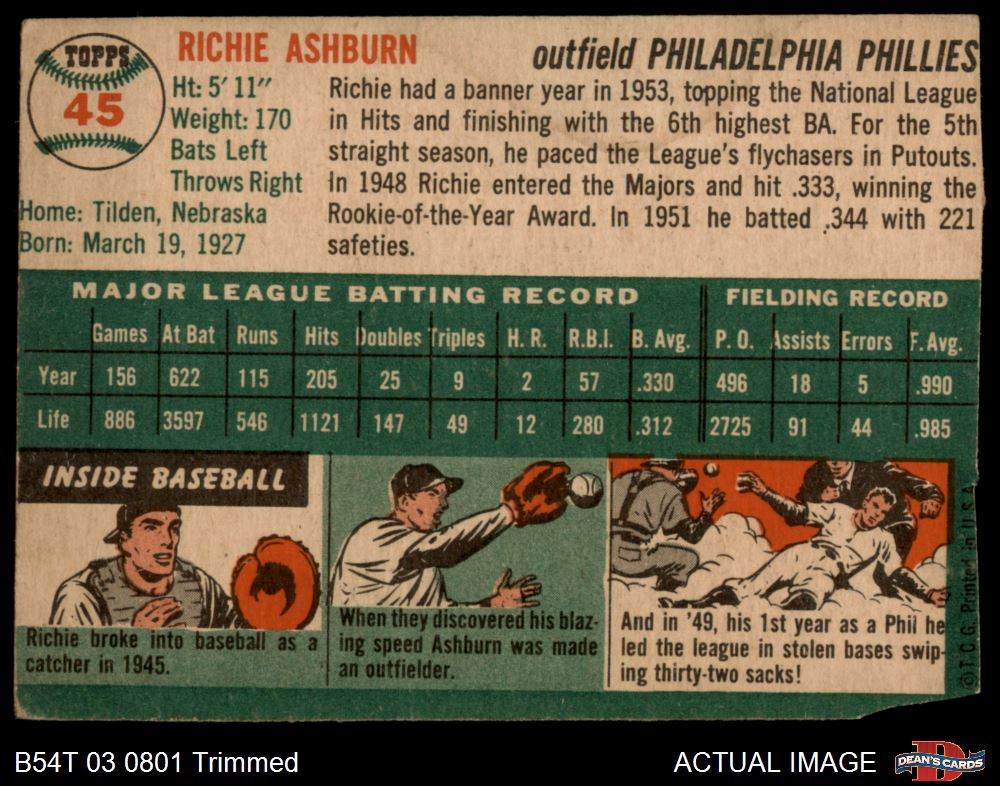 TOPPS
45
RICHIE ASHBURN
outfield PHILADELPHIA PHILLIES
Ht: 5' 11"
Weight: 170
Bats Left
Throws Right
Home: Tilden, Nebraska
Born: March 19, 1927
Richie had a banner year in 1953, topping the National League
in Hits and finishing with the 6th highest BA. For the 5th
straight season, he paced the League's flychasers in Putouts.
In 1948 Richie entered the Majors and hit .333, winning the
Rookie-of-the-Year Award. In 1951 he batted .344 with 221
safeties.
MAJOR LEAGUE BATTING RECORD FIELDING RECORD
Games At Bat Runs Hits Doubles Triples H. R. R.B.I. B. Avg. P. O. Assists Errors F. Avg.
Year 156 622 115 205 25 9 2 57 .330 496 18 5 .990
Life 886 3597 546 1121 147 49 12 280 .312 2725 91 44 .985
INSIDE BASEBALL
Richie broke into baseball as a
catcher in 1945.
When they discovered his blaz-
ing speed Ashburn was made
an outfielder.
And in '49, his 1st year as a Phil he
led the league in stolen bases swip-
ing thirty-two sacks!
©T.C.G. Printed in U.S.A.
B54T 03 0801 Trimmed
ACTUAL IMAGE
D
DEAN'S CARDS